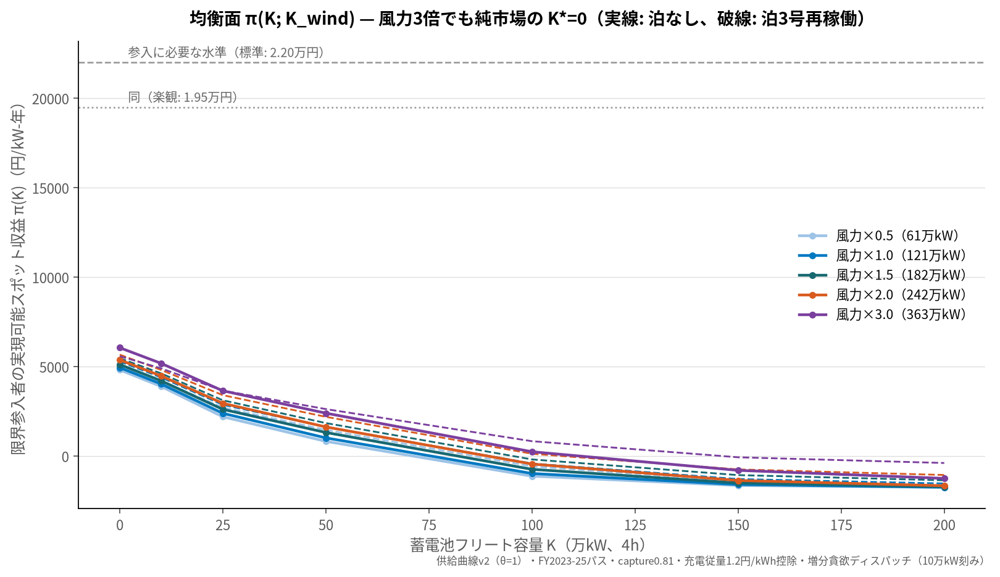 均衡面 π(K; K_wind) — 風力3倍でも純市場の K*=0（実線: 泊なし、破線: 泊3号再稼働）
参入に必要な水準（標準: 2.20万円）
同（楽観: 1.95万円）
限界参入者の実現可能スポット収益 π(K)（円/kW-年）
20000
15000
10000
5000
0
風力×0.5（61万kW）
風力×1.0（121万kW）
風力×1.5（182万kW）
風力×2.0（242万kW）
風力×3.0（363万kW）
0 25 50 75 100 125 150 175 200
蓄電池フリート容量 K（万kW、4h）
供給曲線v2（θ=1）・FY2023-25パス・capture0.81・充電従量1.2円/kWh控除・増分貪欲ディスパッチ（10万kW刻み）